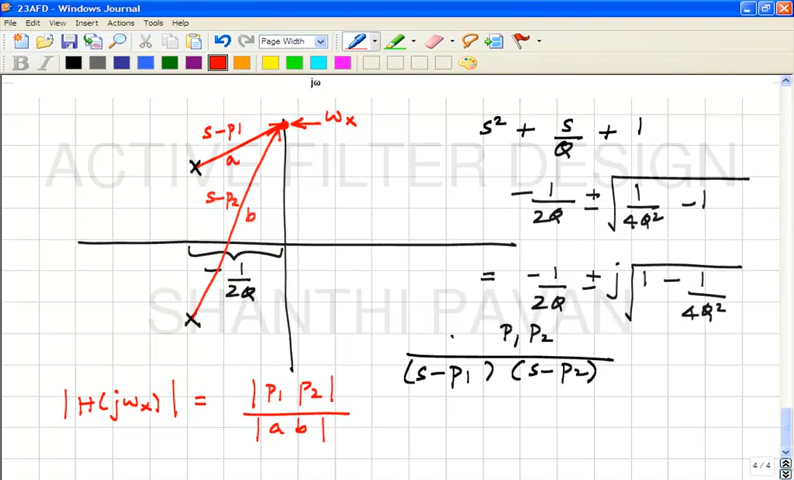 23AFD - Windows Journal
File Edit View Insert Actions Tools Help
Page Width
B I
jω
ACTIVE FILTER DESIGN
SHANTHI PAVAN
s-p1
a
ωx
s-p2
b
-1/2Q
s² + s/Q + 1
-1/2Q ± √(1/4Q² - 1)
= -1/2Q ± j√(1 - 1/4Q²)
p1 p2
(s-p1) (s-p2)
|H(jωx)| = |p1 p2| / |a b|
4 / 4